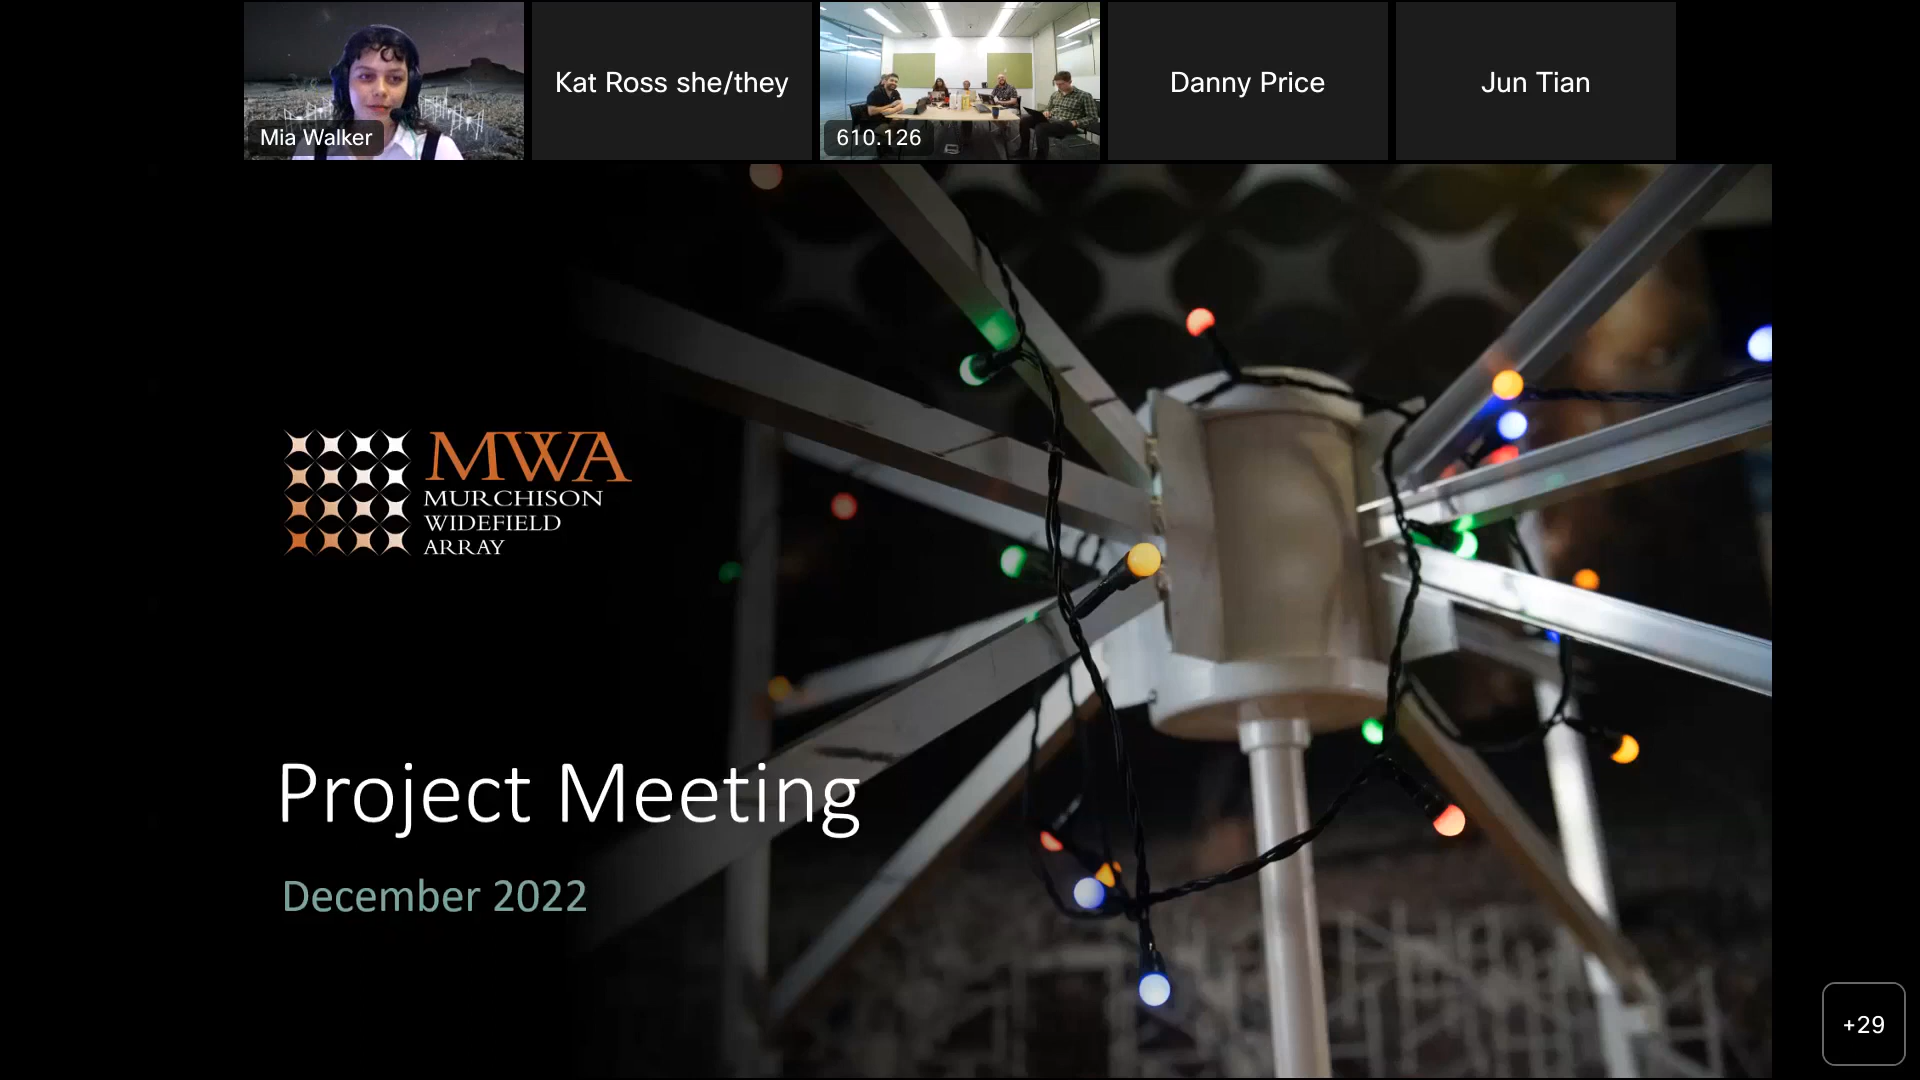 Mia Walker
Kat Ross she/they
610.126
Danny Price
Jun Tian
MWA
MURCHISON
WIDEFIELD
ARRAY
Project Meeting
December 2022
+29